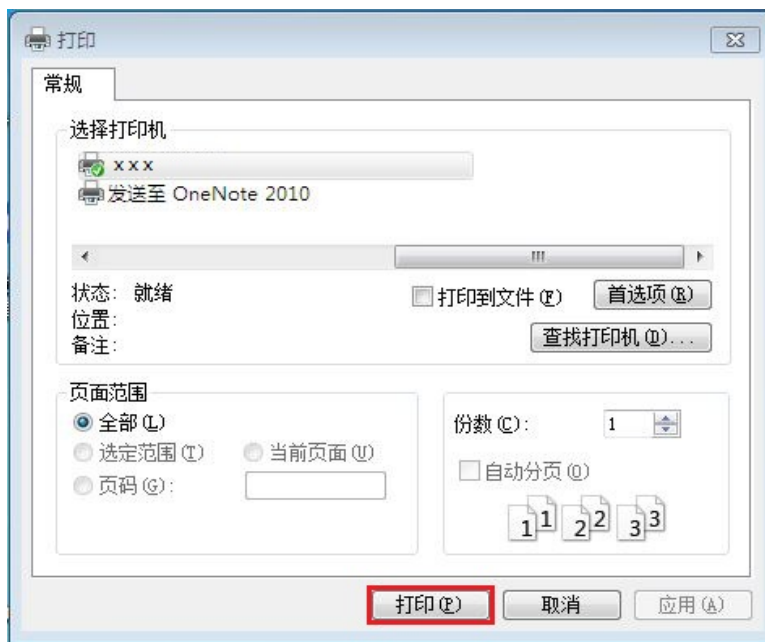 打印
常规
选择打印机
xxx
发送至 OneNote 2010
状态: 就绪
打印到文件(F)
首选项(R)
位置:
查找打印机(D)...
备注:
页面范围
全部(L)
选定范围(T)
当前页面(U)
页码(G):
份数(C): 1
自动分页(O)
1 1 2 2 3 3
打印(P)
取消
应用(A)